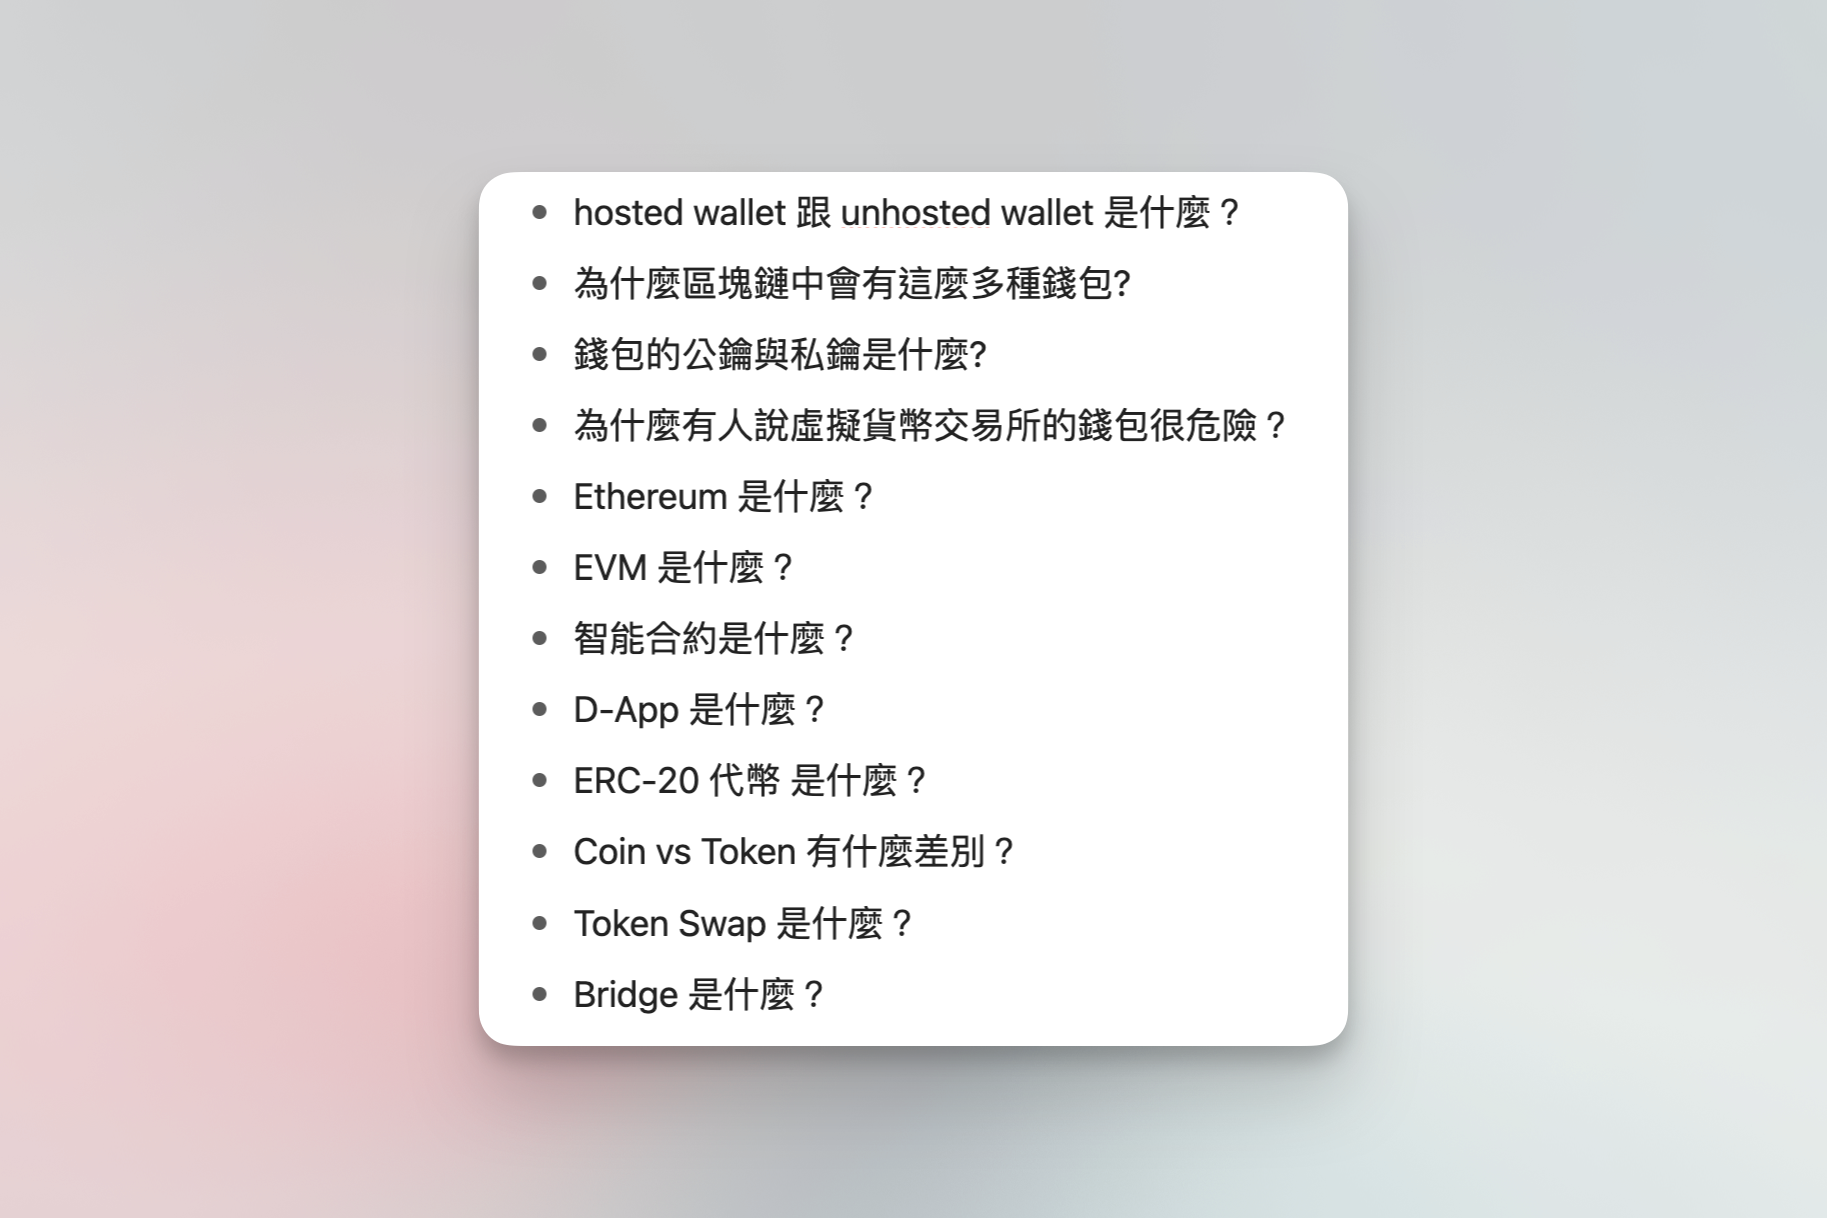 • hosted wallet 跟 unhosted wallet 是什麼？
• 為什麼區塊鏈中會有這麼多種錢包?
• 錢包的公鑰與私鑰是什麼?
• 為什麼有人說虛擬貨幣交易所的錢包很危險？
• Ethereum 是什麼？
• EVM 是什麼？
• 智能合約是什麼？
• D-App 是什麼？
• ERC-20 代幣 是什麼？
• Coin vs Token 有什麼差別？
• Token Swap 是什麼？
• Bridge 是什麼？